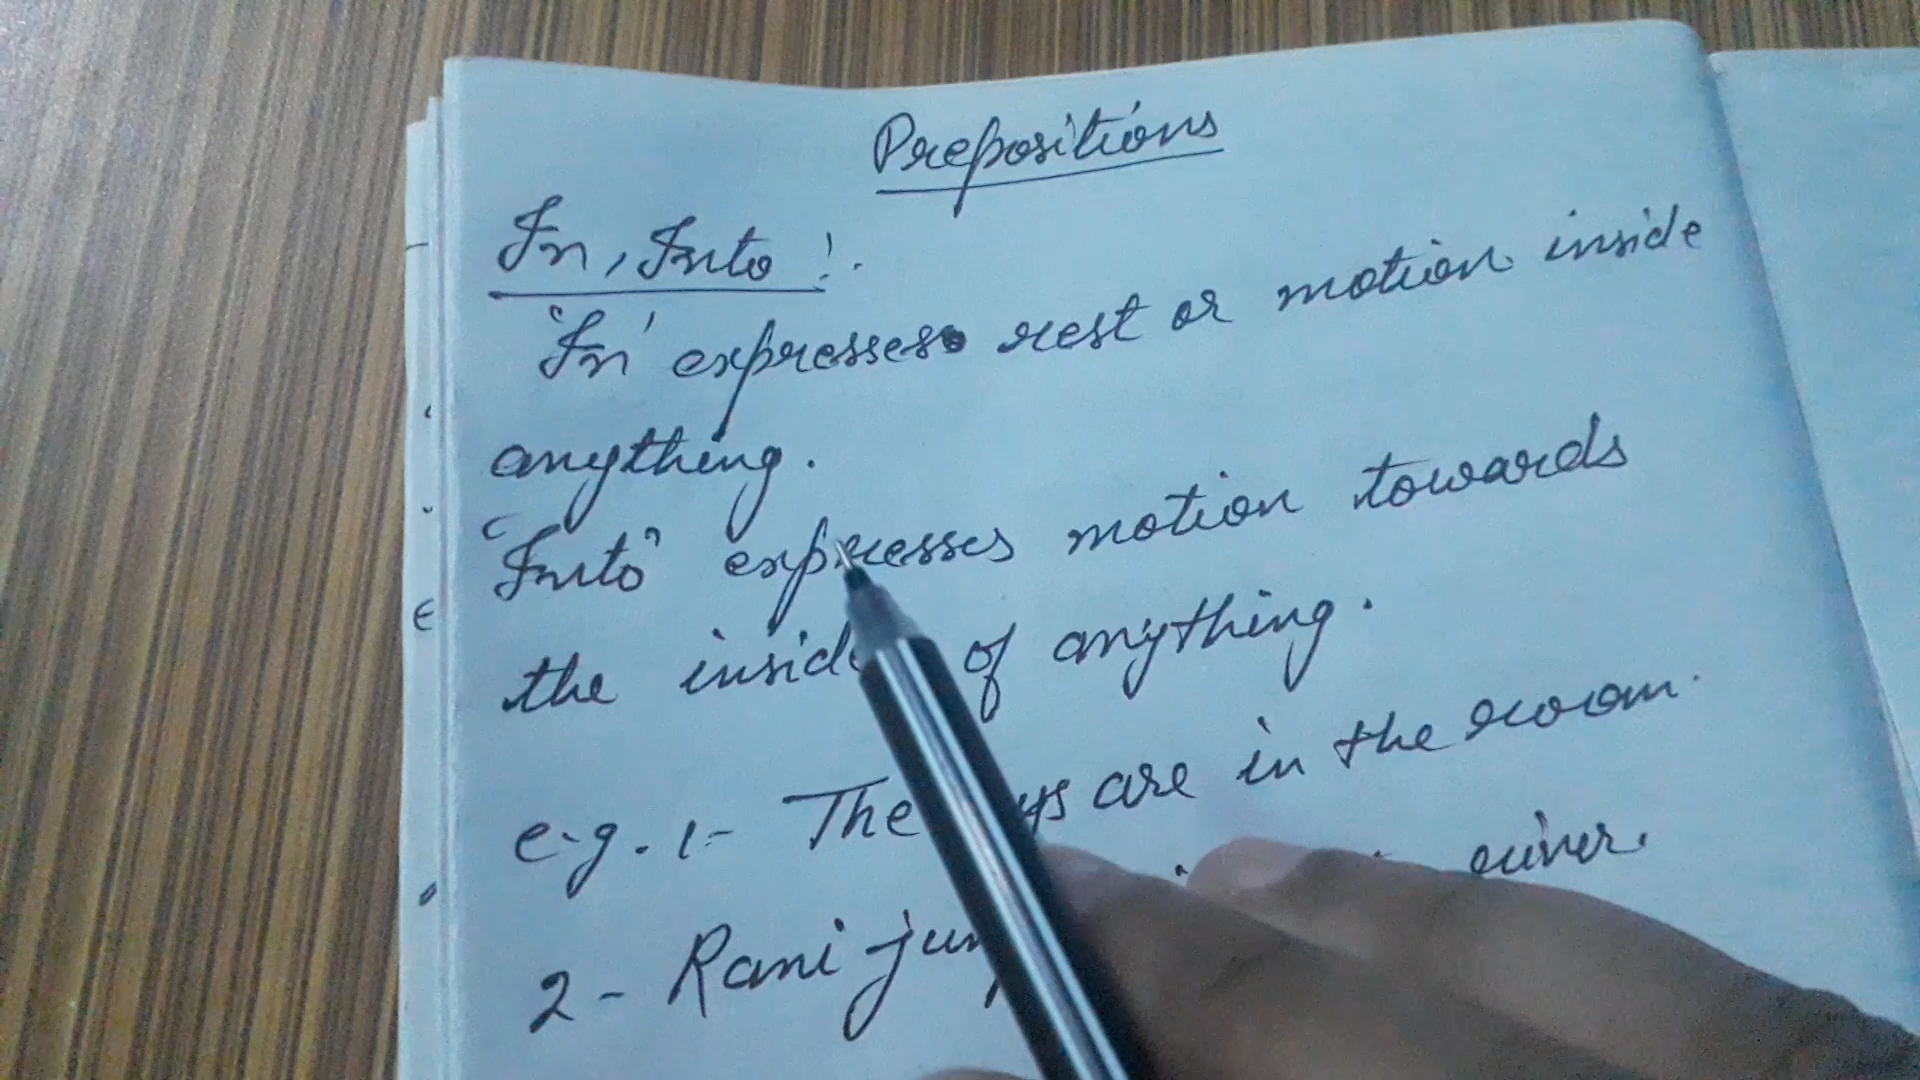 Prepositions
In, Into :-
'In' expresses rest or motion inside
anything.
'Into' expresses motion towards
the inside of anything.
e.g. 1- The are in the room.
2- Rani river.